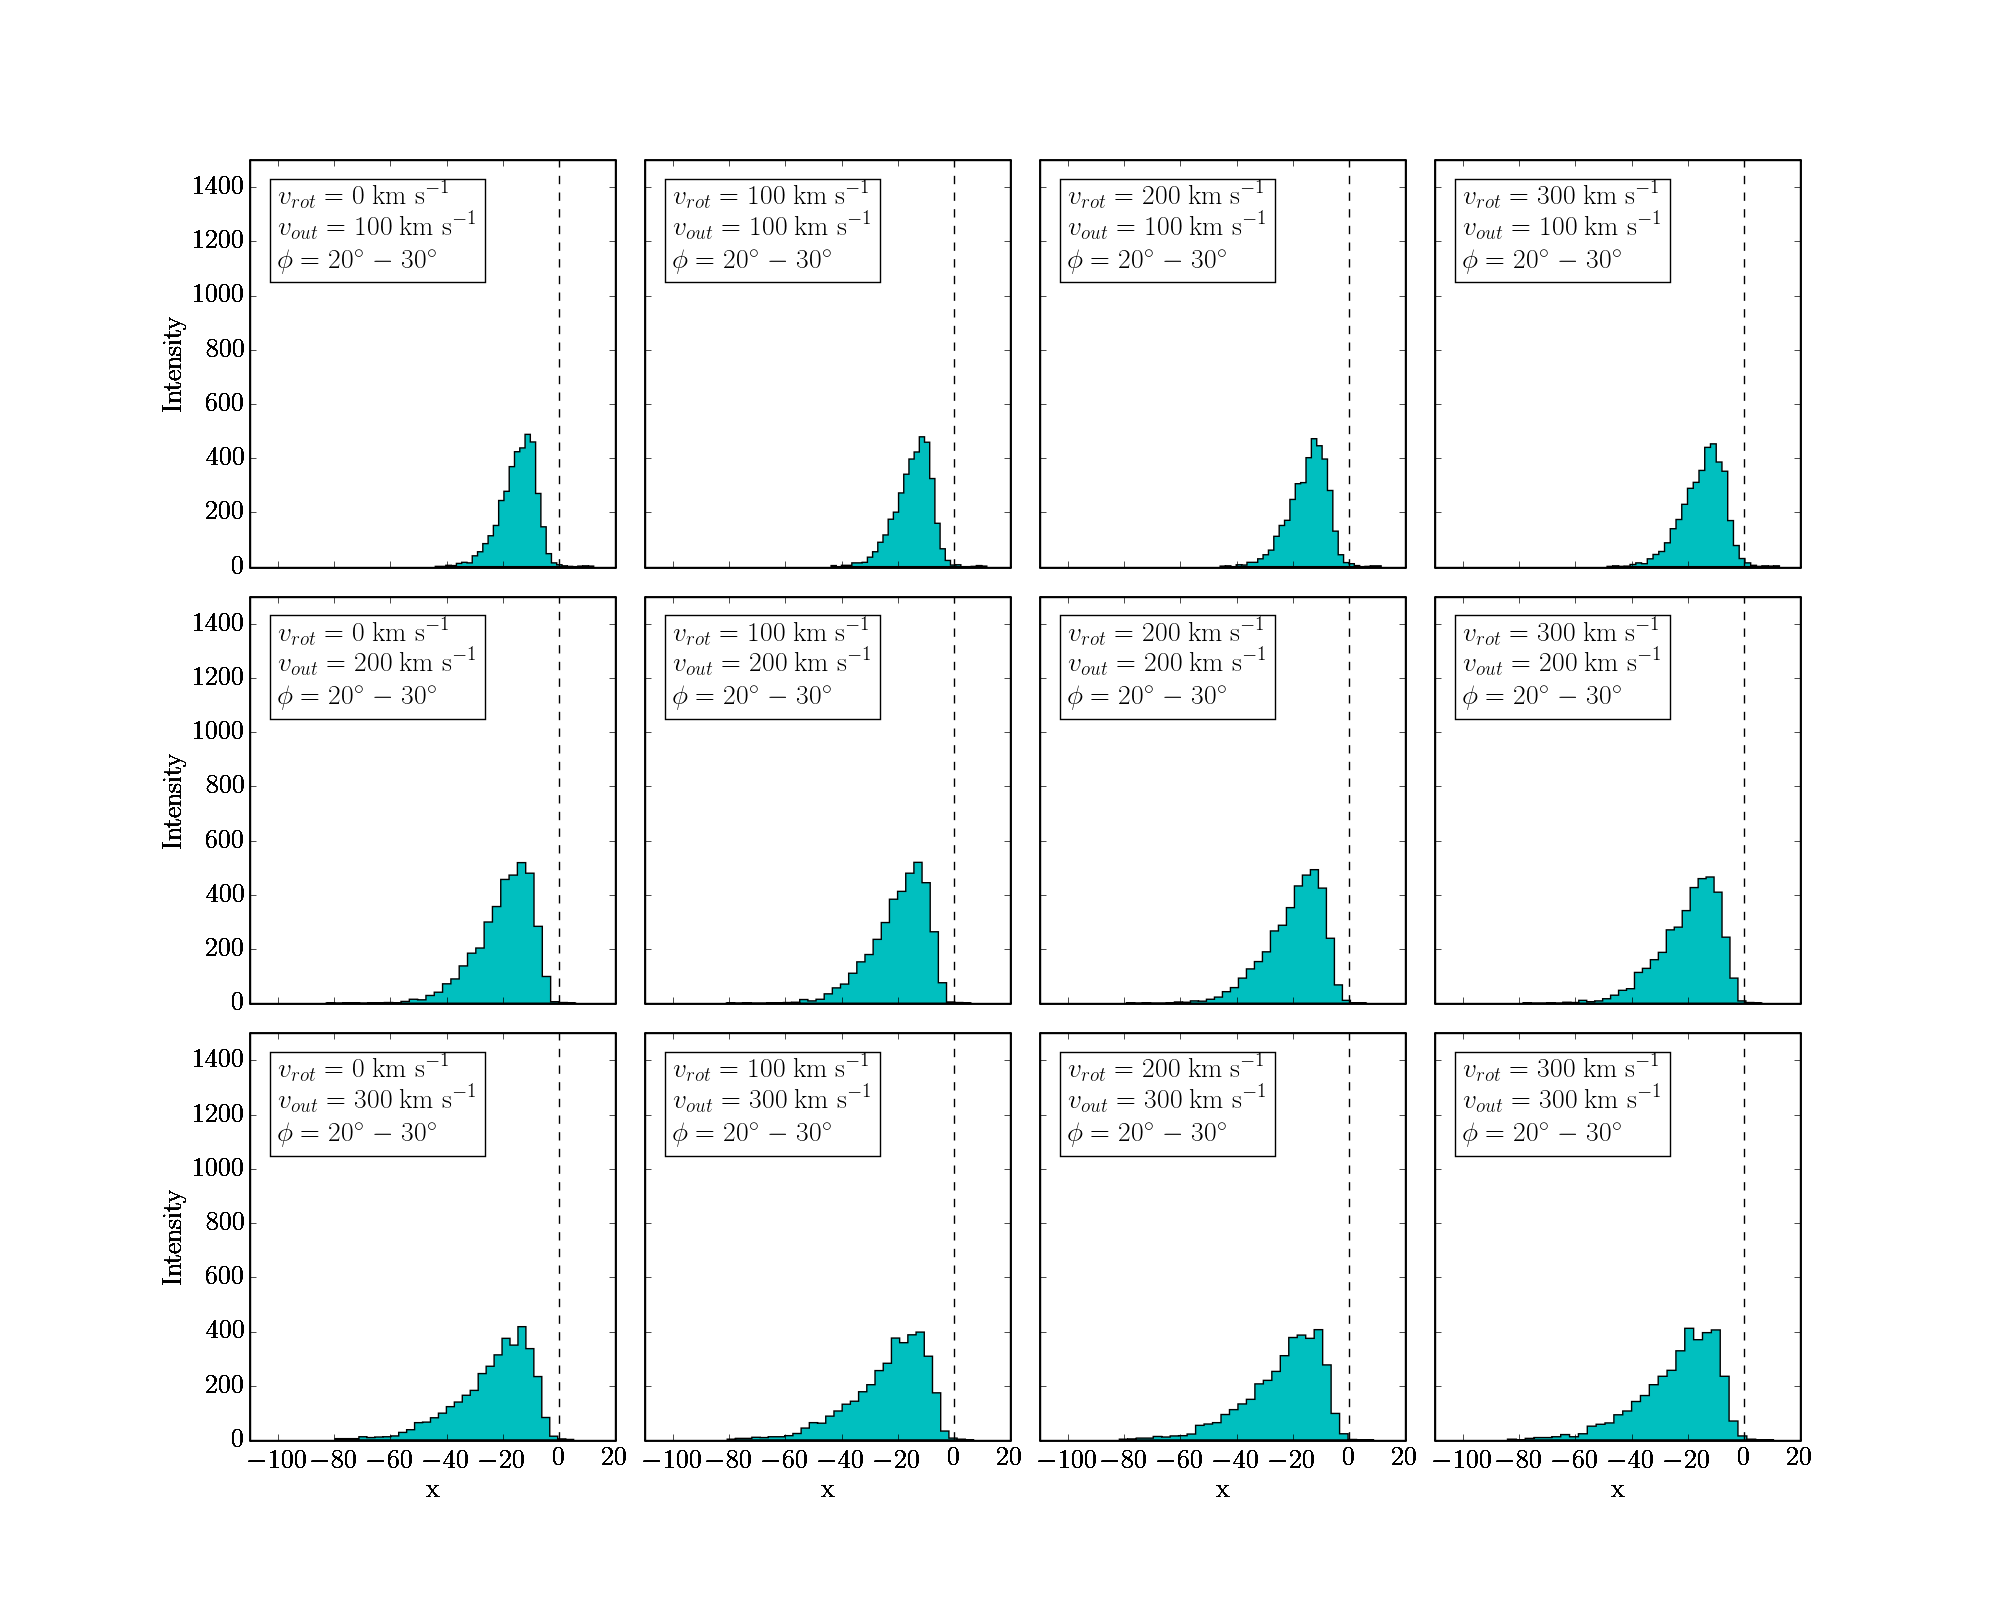 1400
1200
1000
800
600
400
200
0
Intensity
v_rot = 0 km s⁻¹
v_out = 100 km s⁻¹
ϕ = 20° − 30°
v_rot = 100 km s⁻¹
v_out = 100 km s⁻¹
ϕ = 20° − 30°
v_rot = 200 km s⁻¹
v_out = 100 km s⁻¹
ϕ = 20° − 30°
v_rot = 300 km s⁻¹
v_out = 100 km s⁻¹
ϕ = 20° − 30°
1400
1200
1000
800
600
400
200
0
Intensity
v_rot = 0 km s⁻¹
v_out = 200 km s⁻¹
ϕ = 20° − 30°
v_rot = 100 km s⁻¹
v_out = 200 km s⁻¹
ϕ = 20° − 30°
v_rot = 200 km s⁻¹
v_out = 200 km s⁻¹
ϕ = 20° − 30°
v_rot = 300 km s⁻¹
v_out = 200 km s⁻¹
ϕ = 20° − 30°
1400
1200
1000
800
600
400
200
0
Intensity
v_rot = 0 km s⁻¹
v_out = 300 km s⁻¹
ϕ = 20° − 30°
v_rot = 100 km s⁻¹
v_out = 300 km s⁻¹
ϕ = 20° − 30°
v_rot = 200 km s⁻¹
v_out = 300 km s⁻¹
ϕ = 20° − 30°
v_rot = 300 km s⁻¹
v_out = 300 km s⁻¹
ϕ = 20° − 30°
−100 −80 −60 −40 −20 0 20
x
−100 −80 −60 −40 −20 0 20
x
−100 −80 −60 −40 −20 0 20
x
−100 −80 −60 −40 −20 0 20
x